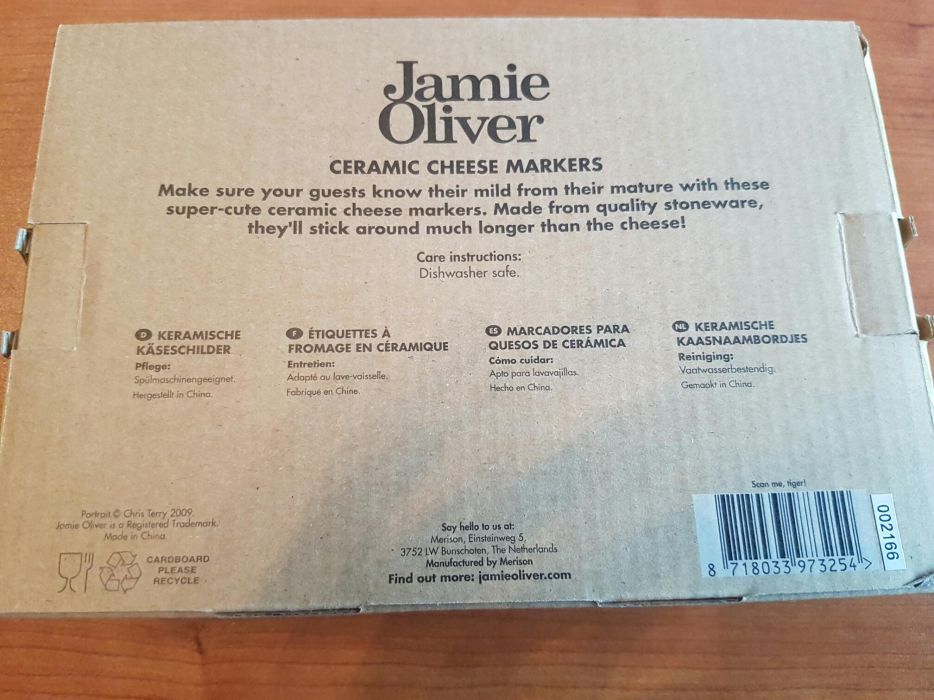 Jamie
Oliver
CERAMIC CHEESE MARKERS
Make sure your guests know their mild from their mature with these
super-cute ceramic cheese markers. Made from quality stoneware,
they'll stick around much longer than the cheese!
Care instructions:
Dishwasher safe.
D KERAMISCHE
KÄSESCHILDER
Pflege:
Spülmaschinengeeignet.
Hergestellt in China.
F ÉTIQUETTES À
FROMAGE EN CÉRAMIQUE
Entretien:
Adapté au lave-vaisselle.
Fabriqué en Chine.
ES MARCADORES PARA
QUESOS DE CERÁMICA
Cómo cuidar:
Apto para lavavajillas.
Hecho en China.
NL KERAMISCHE
KAASNAAMBORDJES
Reiniging:
Vaatwasserbestendig.
Gemaakt in China.
Portrait © Chris Terry 2009.
Jamie Oliver is a Registered Trademark.
Made in China.
CARDBOARD
PLEASE
RECYCLE
Say hello to us at:
Merison, Einsteinweg 5,
3752 LW Bunschoten, The Netherlands
Manufactured by Merison
Find out more: jamieoliver.com
Scan me, tiger!
8 718033 973254 >
002166